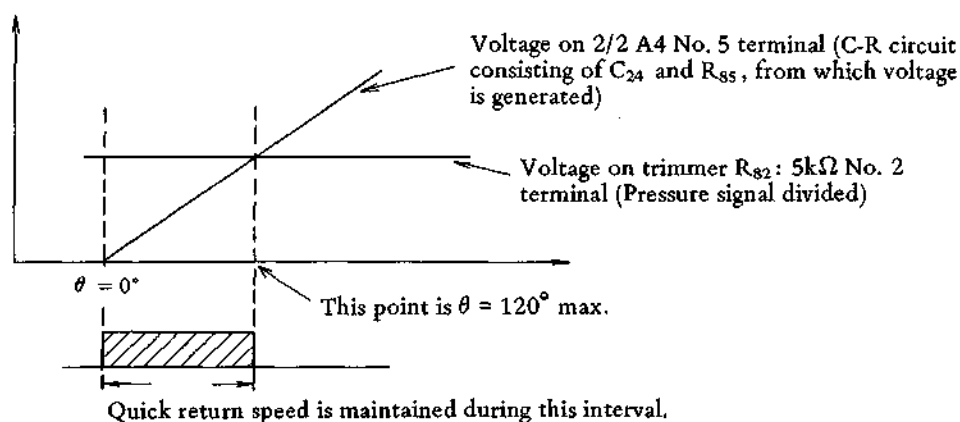 Voltage on 2/2 A4 No. 5 terminal (C-R circuit
consisting of C₂₄ and R₈₅, from which voltage
is generated)
Voltage on trimmer R₈₂: 5kΩ No. 2
terminal (Pressure signal divided)
θ = 0°
This point is θ = 120° max.
Quick return speed is maintained during this interval.